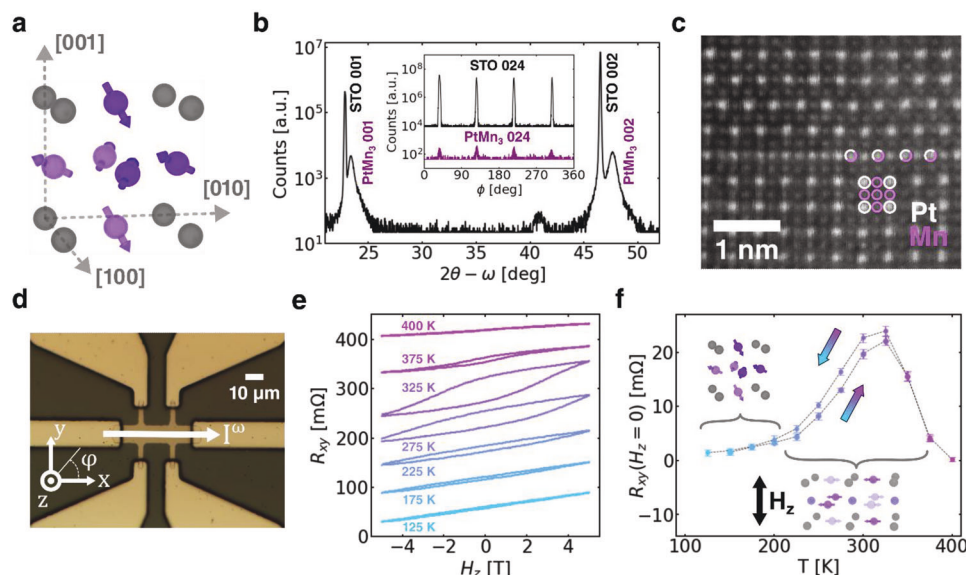 a
[001]
[010]
[100]
b
10^7
10^5
10^3
10^1
Counts [a.u.]
STO 001
PtMn3 001
STO 002
PtMn3 002
10^8
10^6
10^4
10^2
Counts [a.u.]
STO 024
PtMn3 024
0 90 180 270 360
ϕ [deg]
25 30 35 40 45 50
2θ − ω [deg]
c
Pt
Mn
1 nm
d
10 μm
I^ω
y
φ
z
x
e
400
300
200
100
0
R_xy [mΩ]
400 K
375 K
325 K
275 K
225 K
175 K
125 K
−4 −2 0 2 4
H_z [T]
f
20
10
0
−10
R_xy(H_z = 0) [mΩ]
H_z
100 200 300 400
T [K]